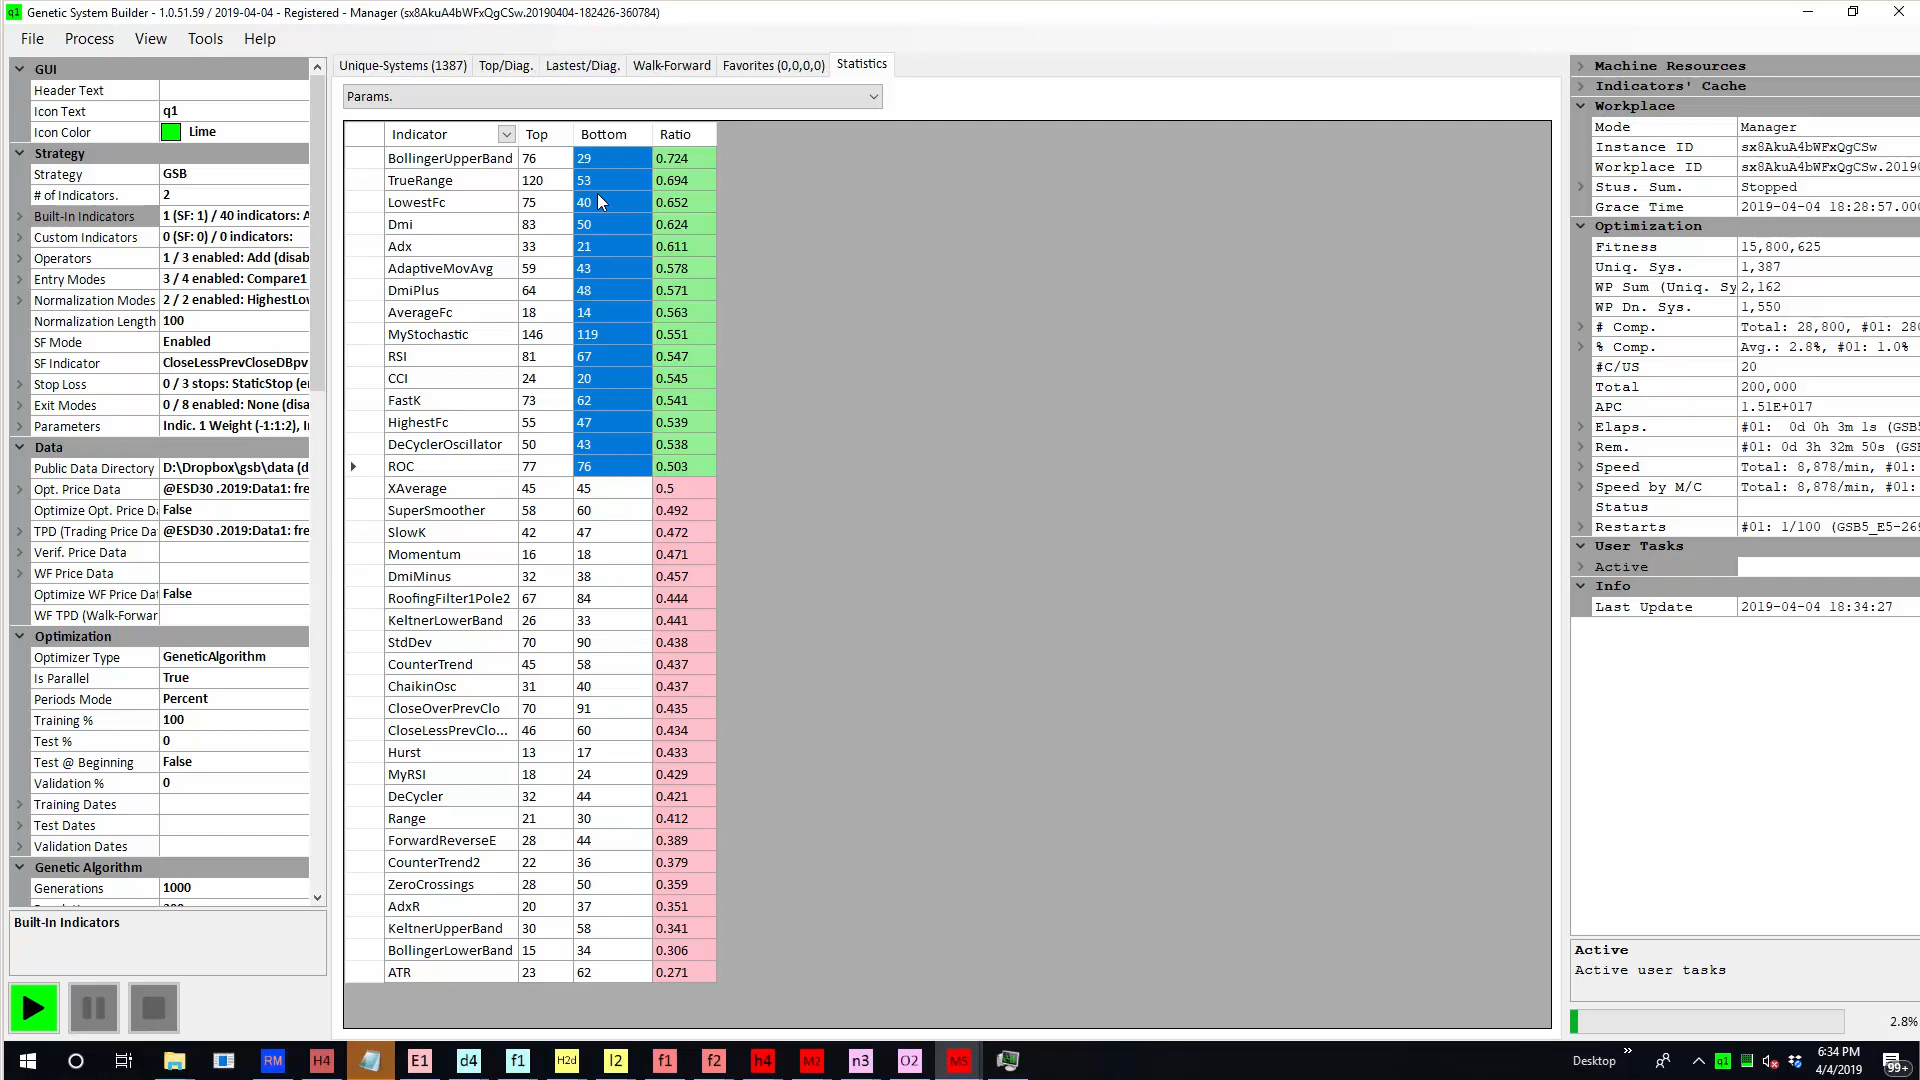 q1 Genetic System Builder - 1.0.51.59 / 2019-04-04 - Registered - Manager (sx8AkuA4bWFxQgCSw.20190404-182426-360784)
File Process View Tools Help
GUI
Header Text
Icon Text q1
Icon Color Lime
Strategy
Strategy GSB
# of Indicators. 2
Built-In Indicators 1 (SF: 1) / 40 indicators: A
Custom Indicators 0 (SF: 0) / 0 indicators:
Operators 1 / 3 enabled: Add (disab
Entry Modes 3 / 4 enabled: Compare1
Normalization Modes 2 / 2 enabled: HighestLo
Normalization Length 100
SF Mode Enabled
SF Indicator CloseLessPrevCloseDBpv
Stop Loss 0 / 3 stops: StaticStop (e
Exit Modes 0 / 8 enabled: None (disa
Parameters Indic. 1 Weight (-1:1:2), I
Data
Public Data Directory D:\Dropbox\gsb\data (d
Opt. Price Data @ESD30 .2019:Data1: fre
Optimize Opt. Price D False
TPD (Trading Price Da @ESD30 .2019:Data1: fre
Verif. Price Data
WF Price Data
Optimize WF Price Dat False
WF TPD (Walk-Forwar
Optimization
Optimizer Type GeneticAlgorithm
Is Parallel True
Periods Mode Percent
Training % 100
Test % 0
Test @ Beginning False
Validation % 0
Training Dates
Test Dates
Validation Dates
Genetic Algorithm
Generations 1000
Built-In Indicators
Unique-Systems (1387) Top/Diag. Lastest/Diag. Walk-Forward Favorites (0,0,0,0) Statistics
Params.
Indicator Top Bottom Ratio
BollingerUpperBand 76 29 0.724
TrueRange 120 53 0.694
LowestFc 75 40 0.652
Dmi 83 50 0.624
Adx 33 21 0.611
AdaptiveMovAvg 59 43 0.578
DmiPlus 64 48 0.571
AverageFc 18 14 0.563
MyStochastic 146 119 0.551
RSI 81 67 0.547
CCI 24 20 0.545
FastK 73 62 0.541
HighestFc 55 47 0.539
DeCyclerOscillator 50 43 0.538
ROC 77 76 0.503
XAverage 45 45 0.5
SuperSmoother 58 60 0.492
SlowK 42 47 0.472
Momentum 16 18 0.471
DmiMinus 32 38 0.457
RoofingFilter1Pole2 67 84 0.444
KeltnerLowerBand 26 33 0.441
StdDev 70 90 0.438
CounterTrend 45 58 0.437
ChaikinOsc 31 40 0.437
CloseOverPrevClo 70 91 0.435
CloseLessPrevClo... 46 60 0.434
Hurst 13 17 0.433
MyRSI 18 24 0.429
DeCycler 32 44 0.421
Range 21 30 0.412
ForwardReverseE 28 44 0.389
CounterTrend2 22 36 0.379
ZeroCrossings 28 50 0.359
AdxR 20 37 0.351
KeltnerUpperBand 30 58 0.341
BollingerLowerBand 15 34 0.306
ATR 23 62 0.271
Machine Resources
Indicators' Cache
Workplace
Mode Manager
Instance ID sx8AkuA4bWFxQgCSw
Workplace ID sx8AkuA4bWFxQgCSw.2019
Stus. Sum. Stopped
Grace Time 2019-04-04 18:28:57.000
Optimization
Fitness 15,800,625
Uniq. Sys. 1,387
WP Sum (Uniq. Sy 2,162
WP Dn. Sys. 1,550
# Comp. Total: 28,800, #01: 280
% Comp. Avg.: 2.8%, #01: 1.0%
#C/US 20
Total 200,000
APC 1.51E+017
Elaps. #01: 0d 0h 3m 1s (GSB5
Rem. #01: 0d 3h 32m 50s (GSB
Speed Total: 8,878/min, #01:
Speed by M/C Total: 8,878/min, #01:
Status
Restarts #01: 1/100 (GSB5_E5-269
User Tasks
Active
Info
Last Update 2019-04-04 18:34:27
Active
Active user tasks
2.8%
RM H4 E1 d4 f1 H2d l2 f1 f2 h4 M2 n3 O2 M5
Desktop » q1 6:34 PM
4/4/2019 99+